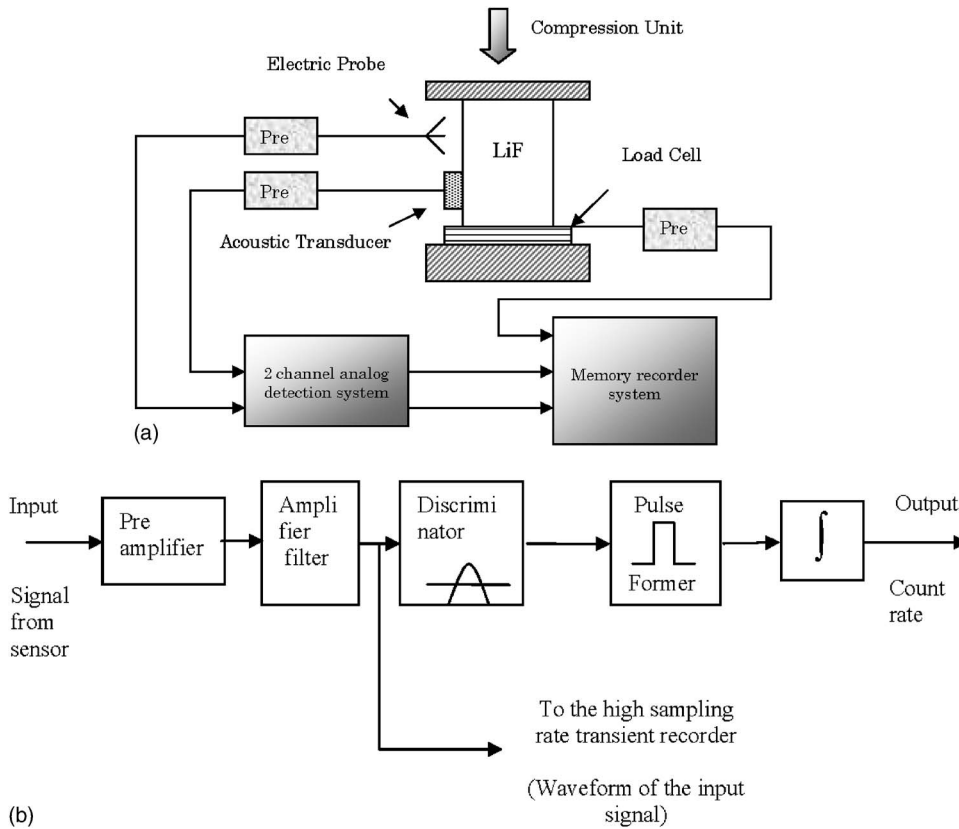 Compression Unit
Electric Probe
Pre
LiF
Load Cell
Pre
Acoustic Transducer
Pre
2 channel analog
detection system
Memory recorder
system
(a)
Input
Pre
amplifier
Ampli
fier
filter
Discrimi
nator
Pulse
Former
∫
Output
Signal
from
sensor
Count
rate
To the high sampling
rate transient recorder
(Waveform of the input
signal)
(b)